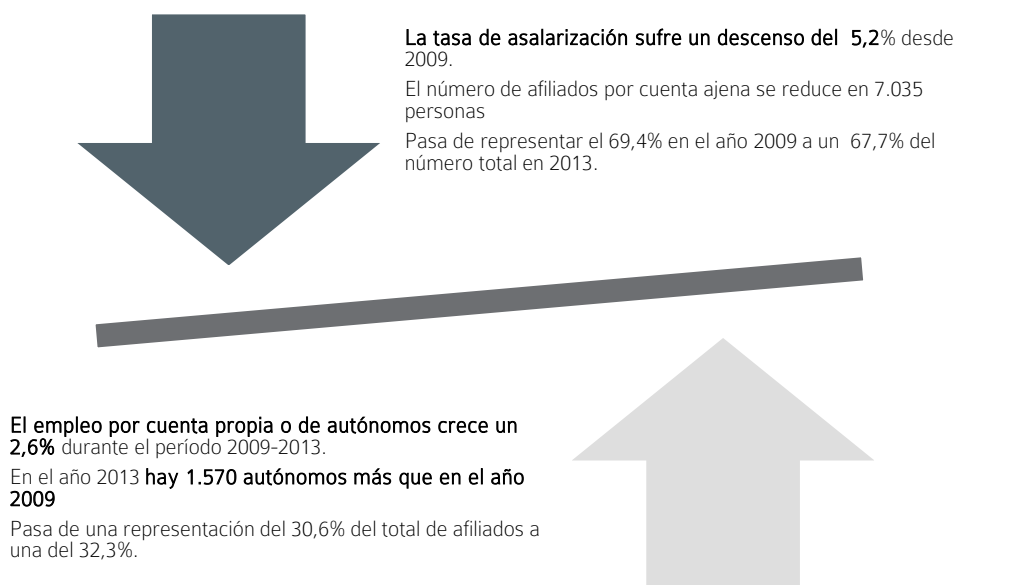 La tasa de asalarización sufre un descenso del 5,2% desde
2009.
El número de afiliados por cuenta ajena se reduce en 7.035
personas
Pasa de representar el 69,4% en el año 2009 a un 67,7% del
número total en 2013.
El empleo por cuenta propia o de autónomos crece un
2,6% durante el período 2009-2013.
En el año 2013 hay 1.570 autónomos más que en el año
2009
Pasa de una representación del 30,6% del total de afiliados a
una del 32,3%.